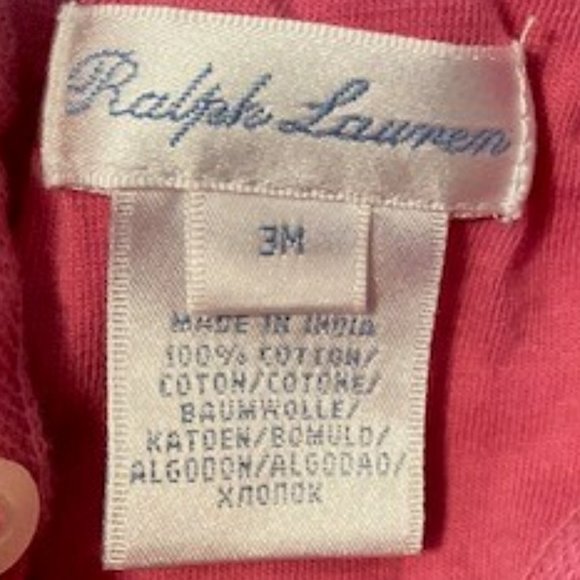 Ralph Lauren
3M
MADE IN INDIA
100% COTTON/
COTON/COTONE/
BAUMWOLLE/
KATOEN/BOMULD/
ALGODON/ALGODAO/
ХЛОПОК